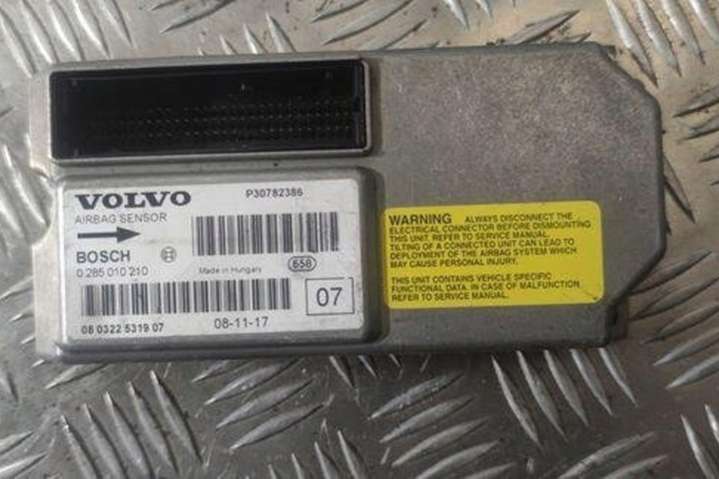 VOLVO
P30782386
AIRBAG SENSOR
BOSCH
0 285 010 210
Made in Hungary
658
07
08 0322 5319 07
08-11-17
WARNING ALWAYS DISCONNECT THE
ELECTRICAL CONNECTOR BEFORE DISMOUNTING
THIS UNIT. REFER TO SERVICE MANUAL.
TILTING OF A CONNECTED UNIT CAN LEAD TO
DEPLOYMENT OF THE AIRBAG SYSTEM WHICH
MAY CAUSE PERSONAL INJURY.
THIS UNIT CONTAINS VEHICLE SPECIFIC
FUNCTIONAL DATA. IN CASE OF MALFUNCTION
REFER TO SERVICE MANUAL.